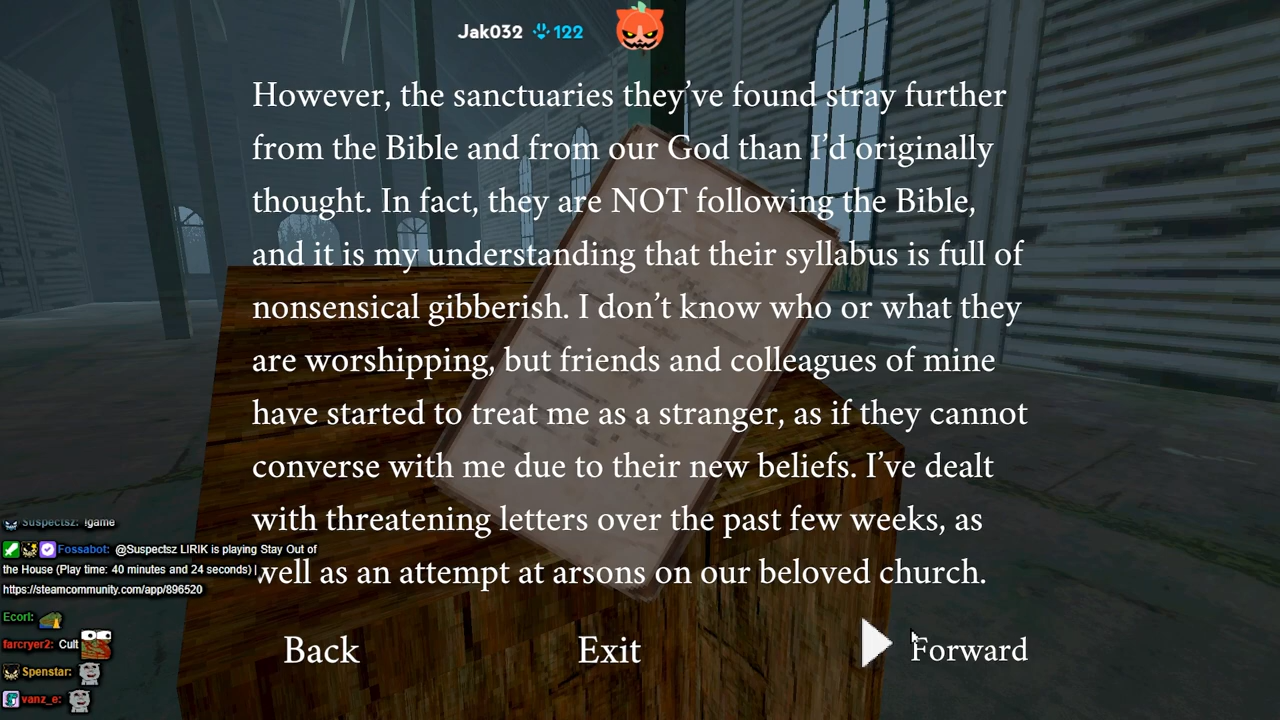 Jak032 122
However, the sanctuaries they've found stray further
from the Bible and from our God than I'd originally
thought. In fact, they are NOT following the Bible,
and it is my understanding that their syllabus is full of
nonsensical gibberish. I don't know who or what they
are worshipping, but friends and colleagues of mine
have started to treat me as a stranger, as if they cannot
converse with me due to their new beliefs. I've dealt
with threatening letters over the past few weeks, as
well as an attempt at arsons on our beloved church.
Back Exit Forward
Suspectsz: !game
Fossabot: @Suspectsz LIRIK is playing Stay Out of
the House (Play time: 40 minutes and 24 seconds) |
https://steamcommunity.com/app/896520
Ecorl:
farcryer2: Cult
Spenstar:
vanz_e: